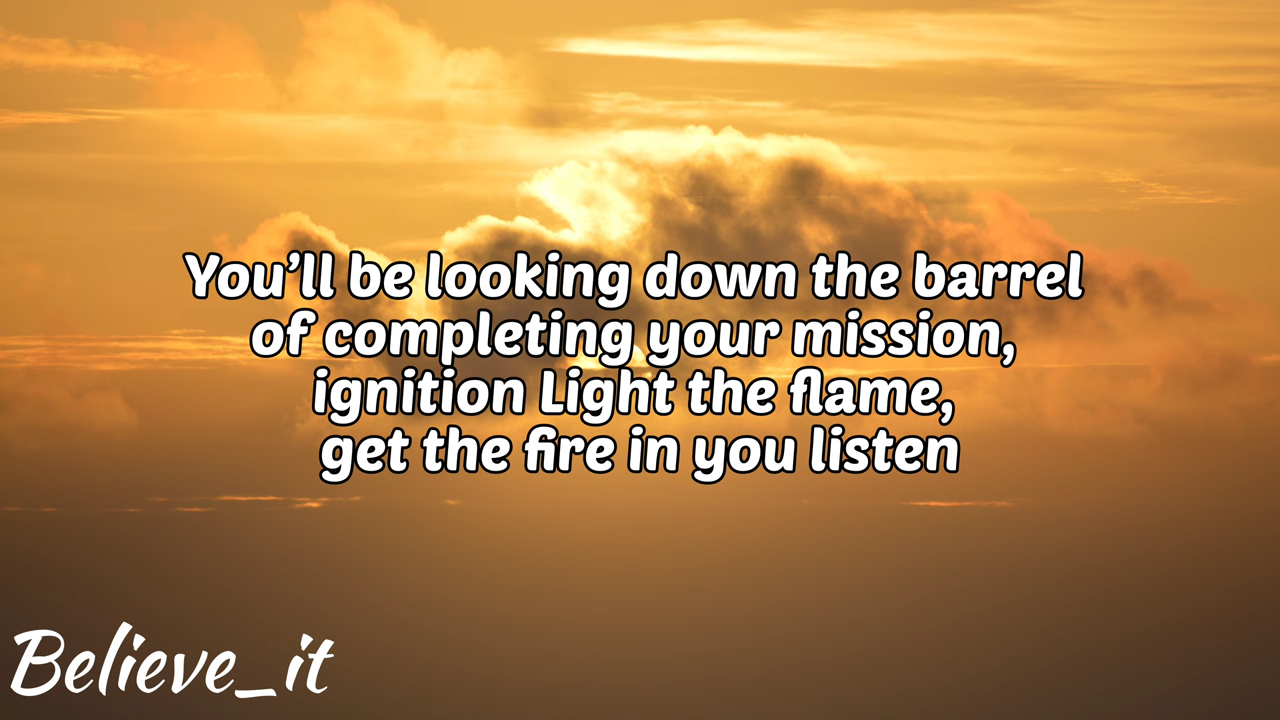 You’ll be looking down the barrel
of completing your mission,
ignition Light the flame,
get the fire in you listen
Believe_it